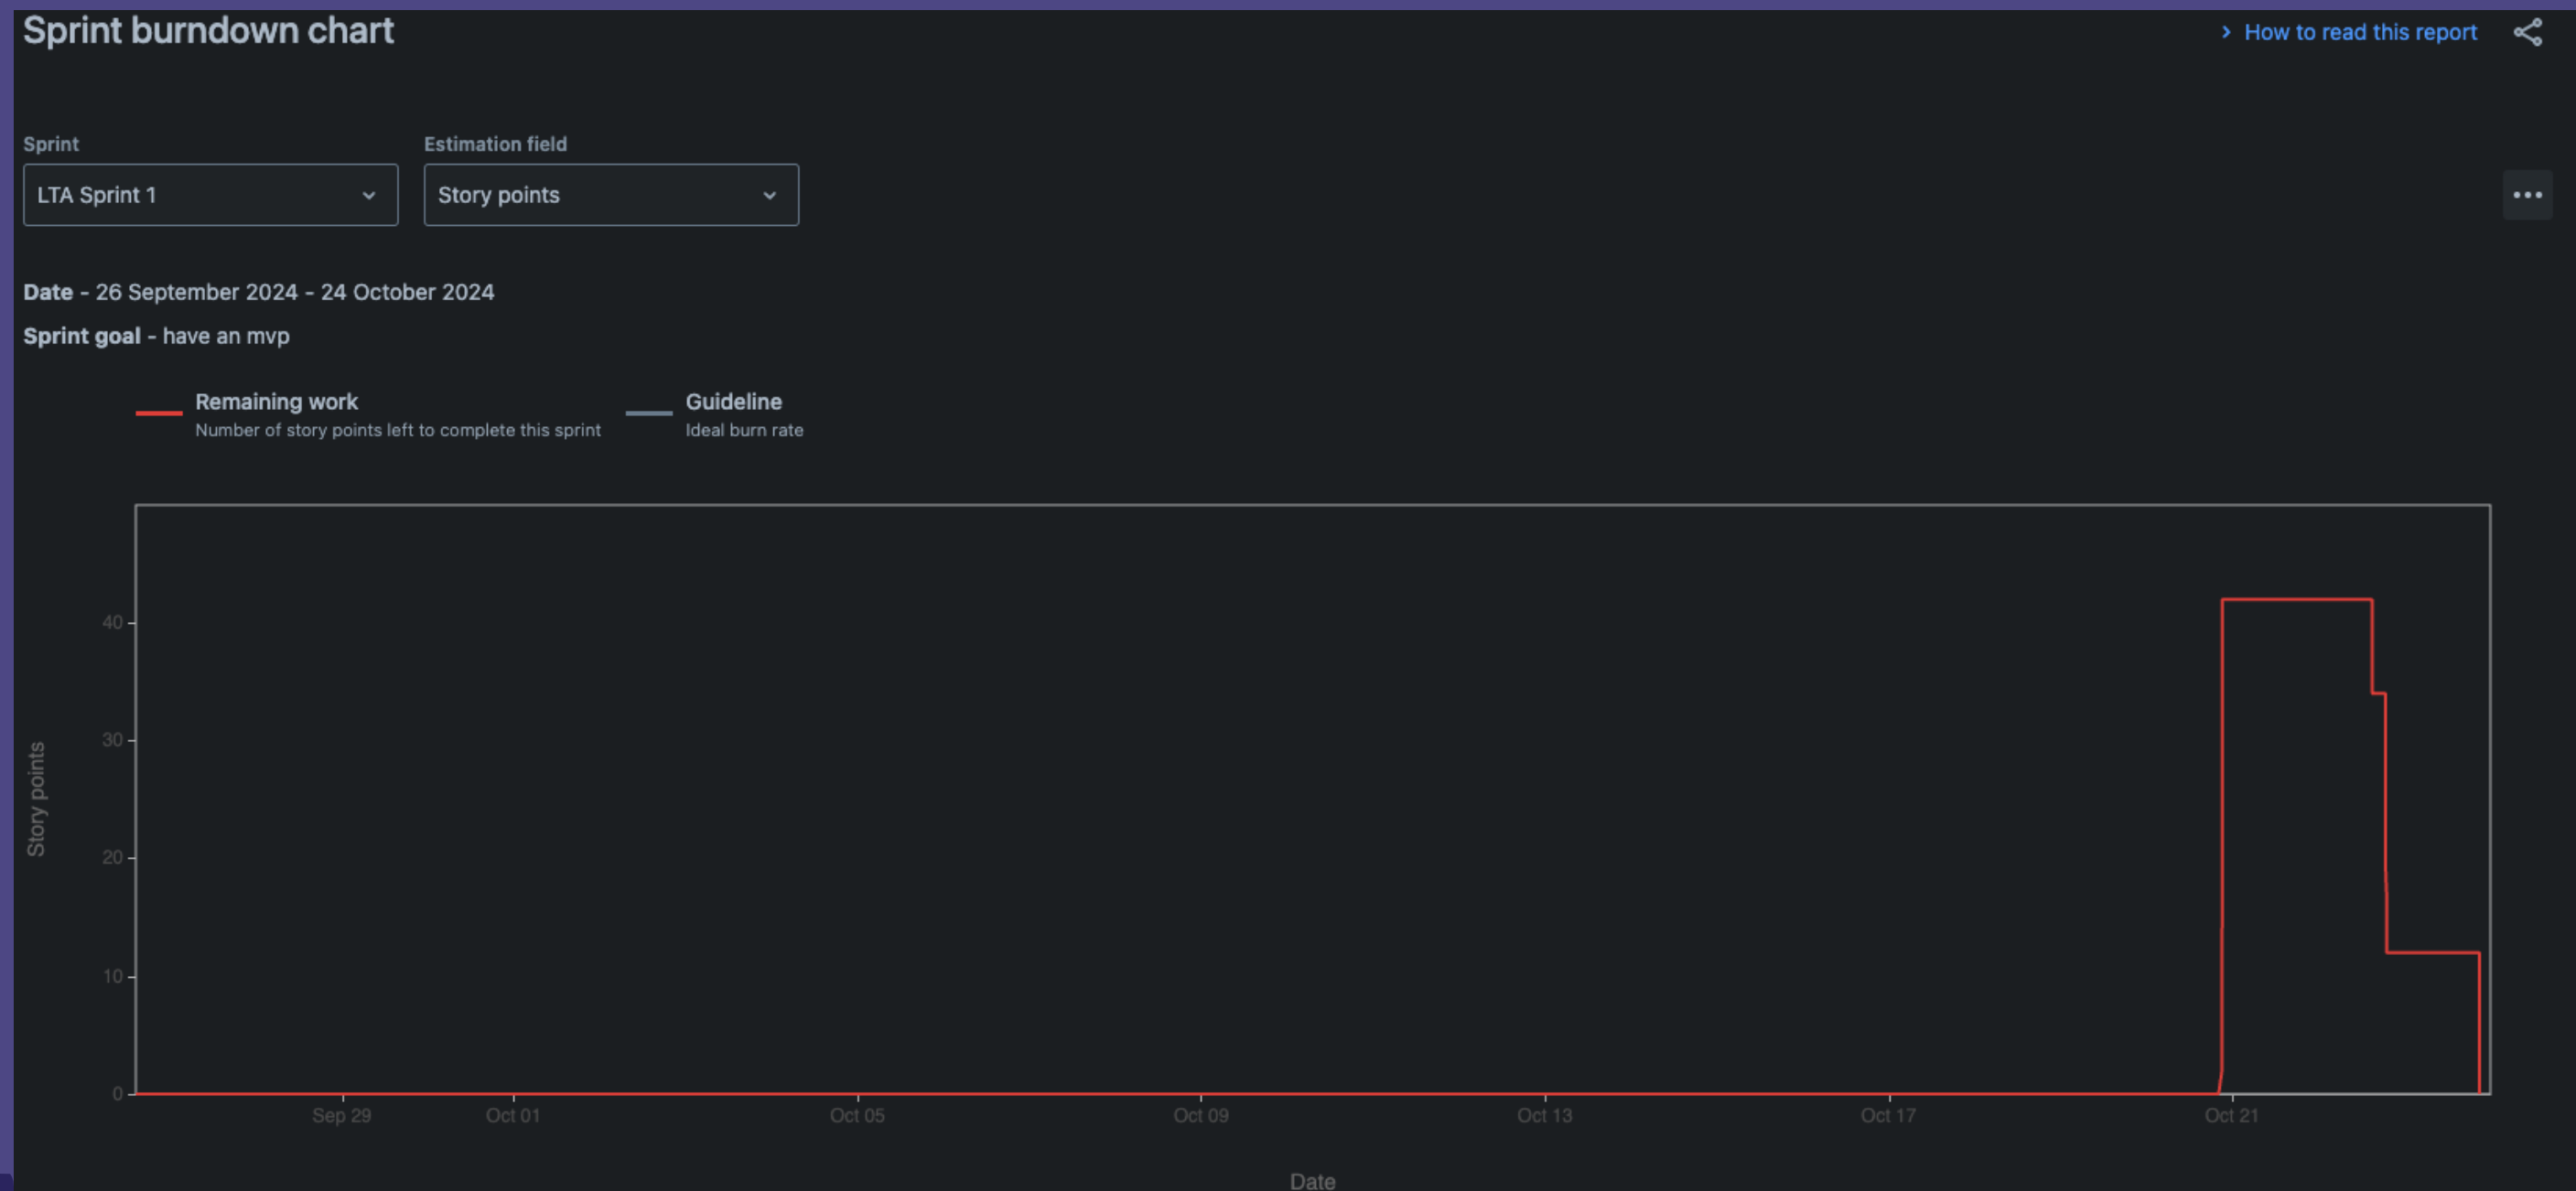 Sprint burndown chart
How to read this report
Sprint
Estimation field
LTA Sprint 1
Story points
Date - 26 September 2024 - 24 October 2024
Sprint goal - have an mvp
Remaining work
Number of story points left to complete this sprint
Guideline
Ideal burn rate
Story points
40
30
20
10
0
Sep 29
Oct 01
Oct 05
Oct 09
Oct 13
Oct 17
Oct 21
Date